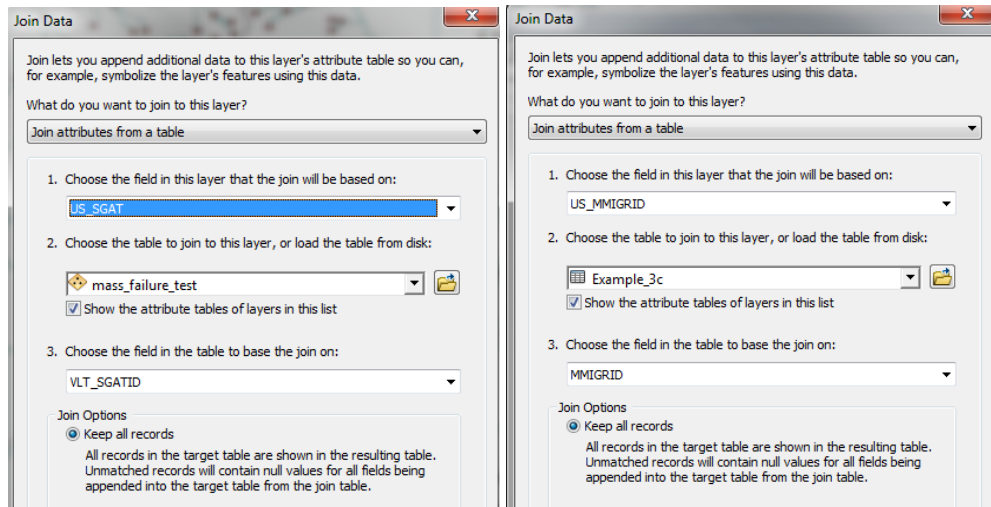 Join Data
Join lets you append additional data to this layer's attribute table so you can,
for example, symbolize the layer's features using this data.
What do you want to join to this layer?
Join attributes from a table
1. Choose the field in this layer that the join will be based on:
US_SGAT
2. Choose the table to join to this layer, or load the table from disk:
mass_failure_test
Show the attribute tables of layers in this list
3. Choose the field in the table to base the join on:
VLT_SGATID
Join Options
Keep all records
All records in the target table are shown in the resulting table.
Unmatched records will contain null values for all fields being
appended into the target table from the join table.
Join Data
Join lets you append additional data to this layer's attribute table so you can,
for example, symbolize the layer's features using this data.
What do you want to join to this layer?
Join attributes from a table
1. Choose the field in this layer that the join will be based on:
US_MMIGRID
2. Choose the table to join to this layer, or load the table from disk:
Example_3c
Show the attribute tables of layers in this list
3. Choose the field in the table to base the join on:
MMIGRID
Join Options
Keep all records
All records in the target table are shown in the resulting table.
Unmatched records will contain null values for all fields being
appended into the target table from the join table.